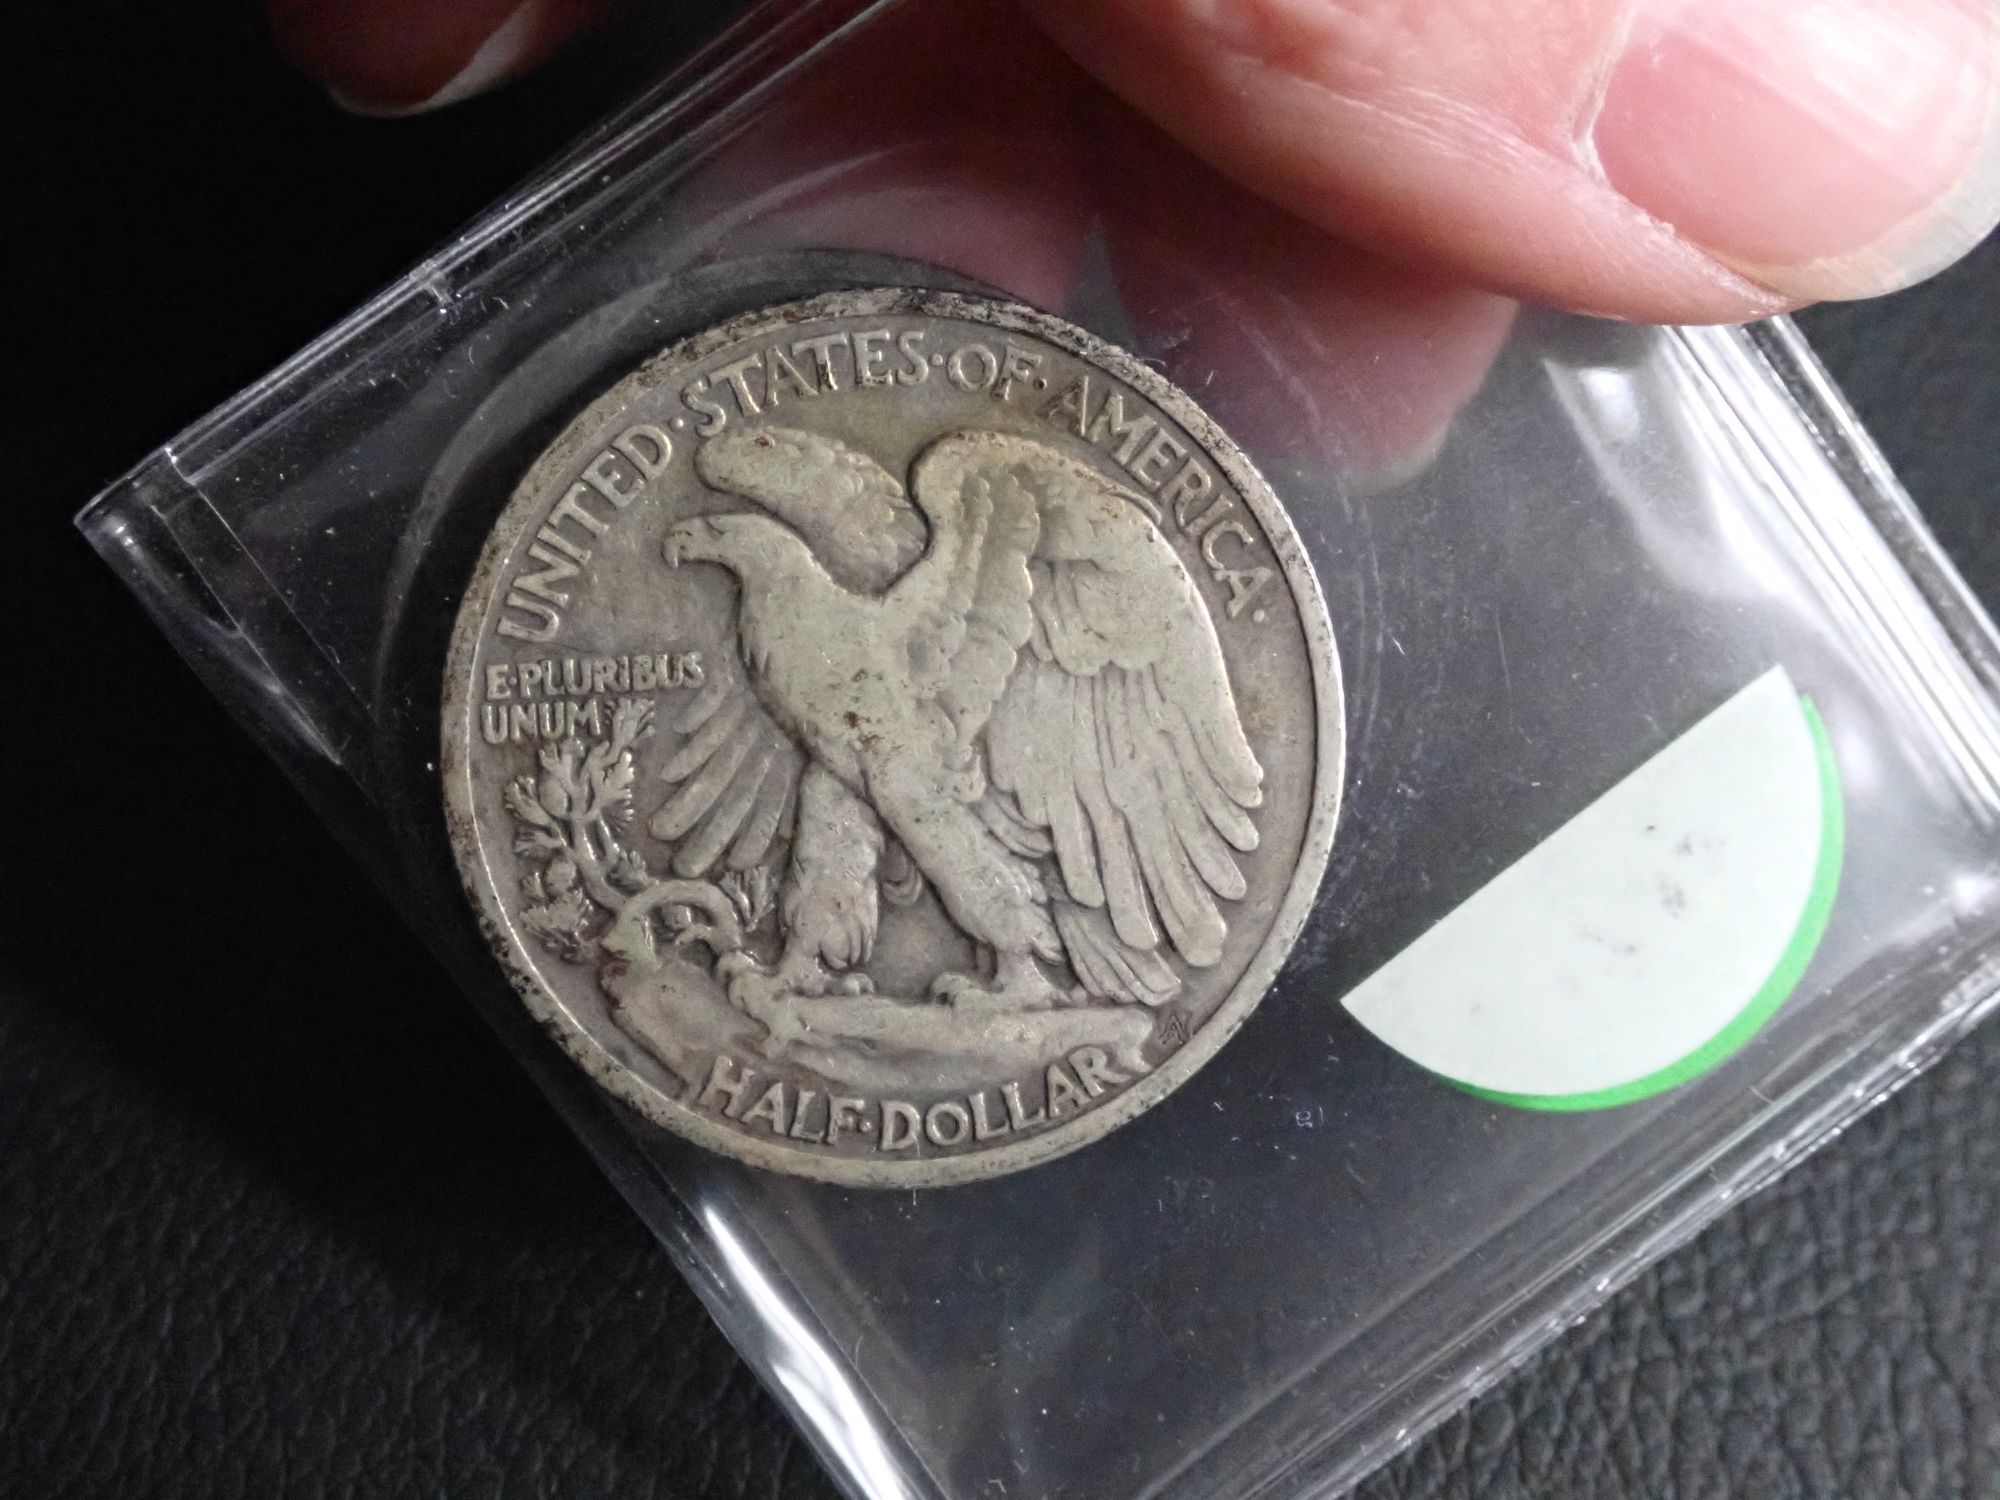 UNITED·STATES·OF·AMERICA·
E·PLURIBUS
UNUM
HALF·DOLLAR